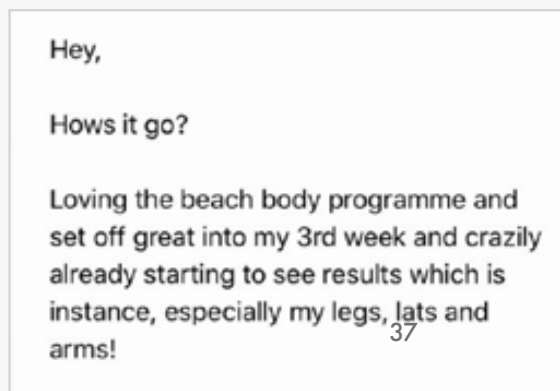 Hey,
Hows it go?
Loving the beach body programme and
set off great into my 3rd week and crazily
already starting to see results which is
instance, especially my legs, lats and
37
arms!